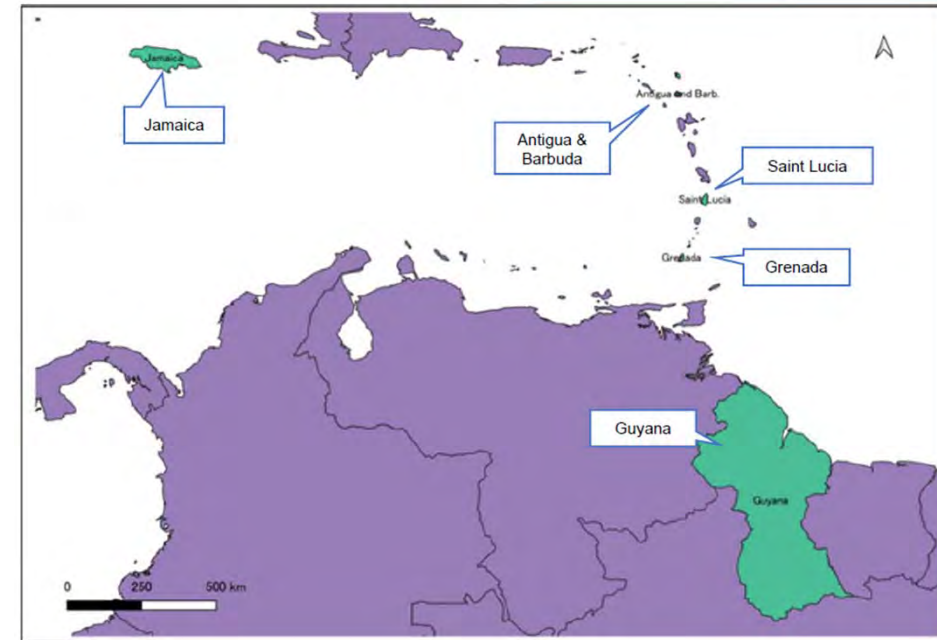 Jamaica
Jamaica
Antigua and Barb.
Antigua &
Barbuda
Saint Lucia
Saint Lucia
Grenada
Grenada
Guyana
Guyana
0 250 500 km